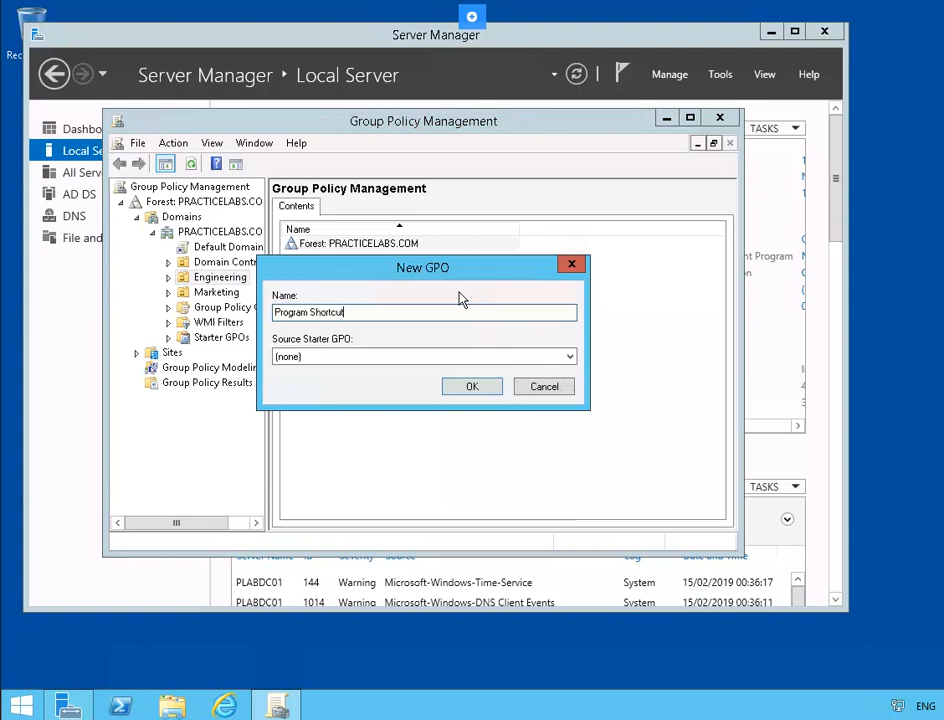 Rec
Server Manager
Server Manager ‣ Local Server
Manage Tools View Help
Dashbo
Local Se
All Serv
AD DS
DNS
File and
TASKS
Group Policy Management
File Action View Window Help
Group Policy Management
Forest: PRACTICELABS.CO
Domains
PRACTICELABS.CO
Default Domain
Domain Contr
Engineering
Marketing
Group Policy O
WMI Filters
Starter GPOs
Sites
Group Policy Modelin
Group Policy Results
Group Policy Management
Contents
Name
Forest: PRACTICELABS.COM
New GPO
Name:
Program Shortcut
Source Starter GPO:
(none)
OK Cancel
nt Program
TASKS
PLABDC01 144 Warning Microsoft-Windows-Time-Service System 15/02/2019 00:36:17
PLABDC01 1014 Warning Microsoft-Windows-DNS Client Events System 15/02/2019 00:36:11
ENG